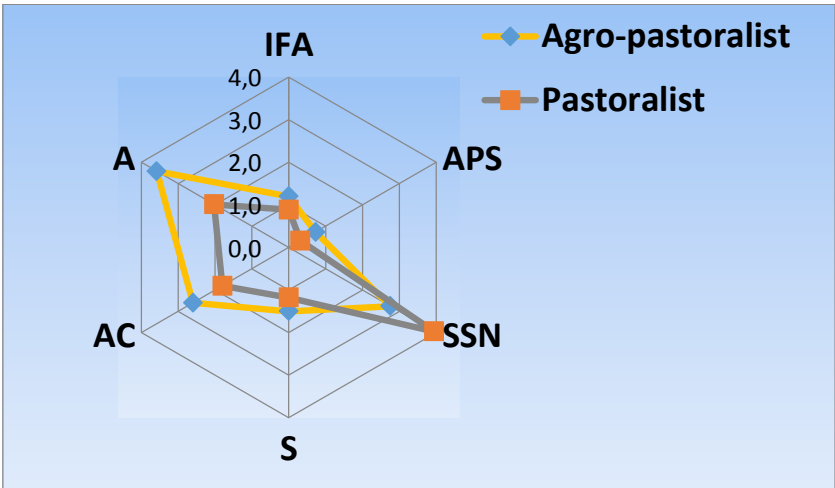 IFA
Agro-pastoralist
Pastoralist
4,0
3,0
2,0
1,0
0,0
A
APS
AC
SSN
S